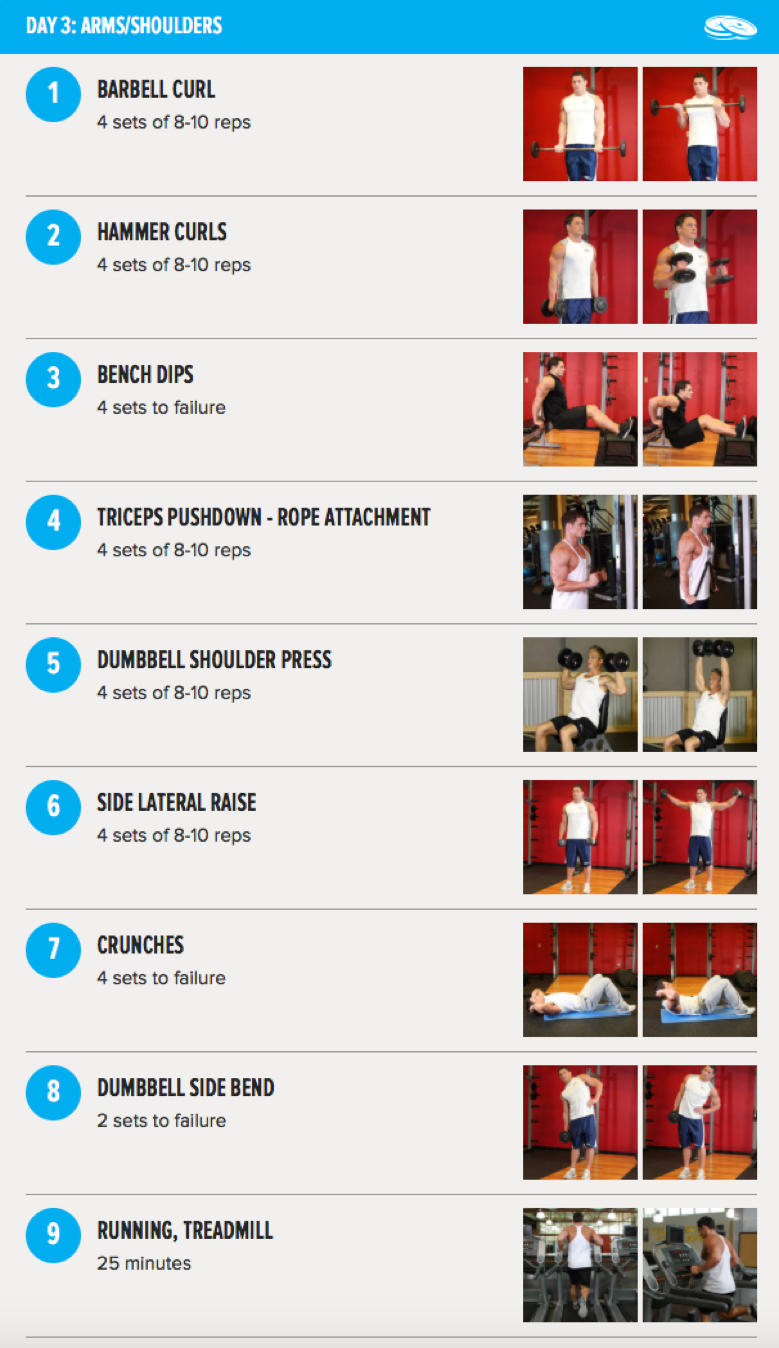 DAY 3: ARMS/SHOULDERS
1
BARBELL CURL
4 sets of 8-10 reps
2
HAMMER CURLS
4 sets of 8-10 reps
3
BENCH DIPS
4 sets to failure
4
TRICEPS PUSHDOWN - ROPE ATTACHMENT
4 sets of 8-10 reps
5
DUMBBELL SHOULDER PRESS
4 sets of 8-10 reps
6
SIDE LATERAL RAISE
4 sets of 8-10 reps
7
CRUNCHES
4 sets to failure
8
DUMBBELL SIDE BEND
2 sets to failure
9
RUNNING, TREADMILL
25 minutes